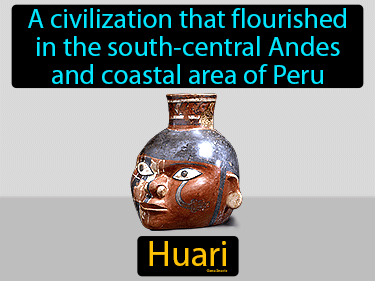 A civilization that flourished
in the south-central Andes
and coastal area of Peru
Huari